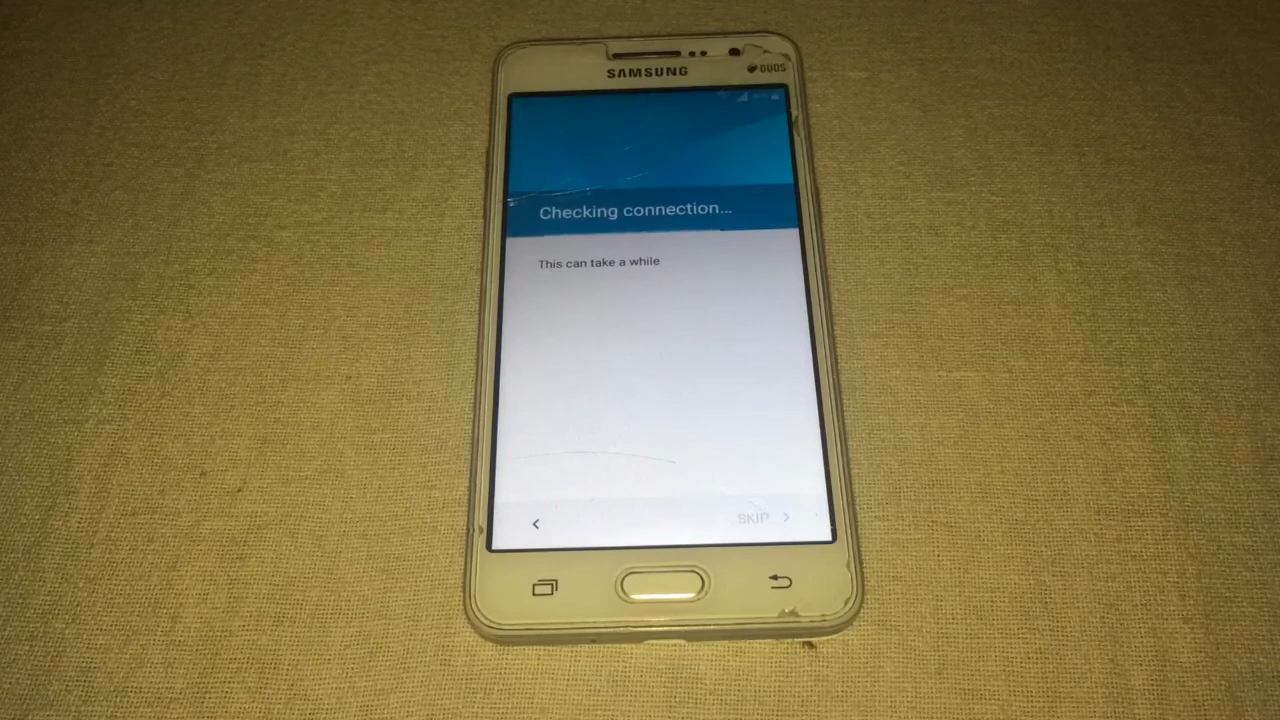 SAMSUNG
DUOS
Checking connection...
This can take a while
SKIP